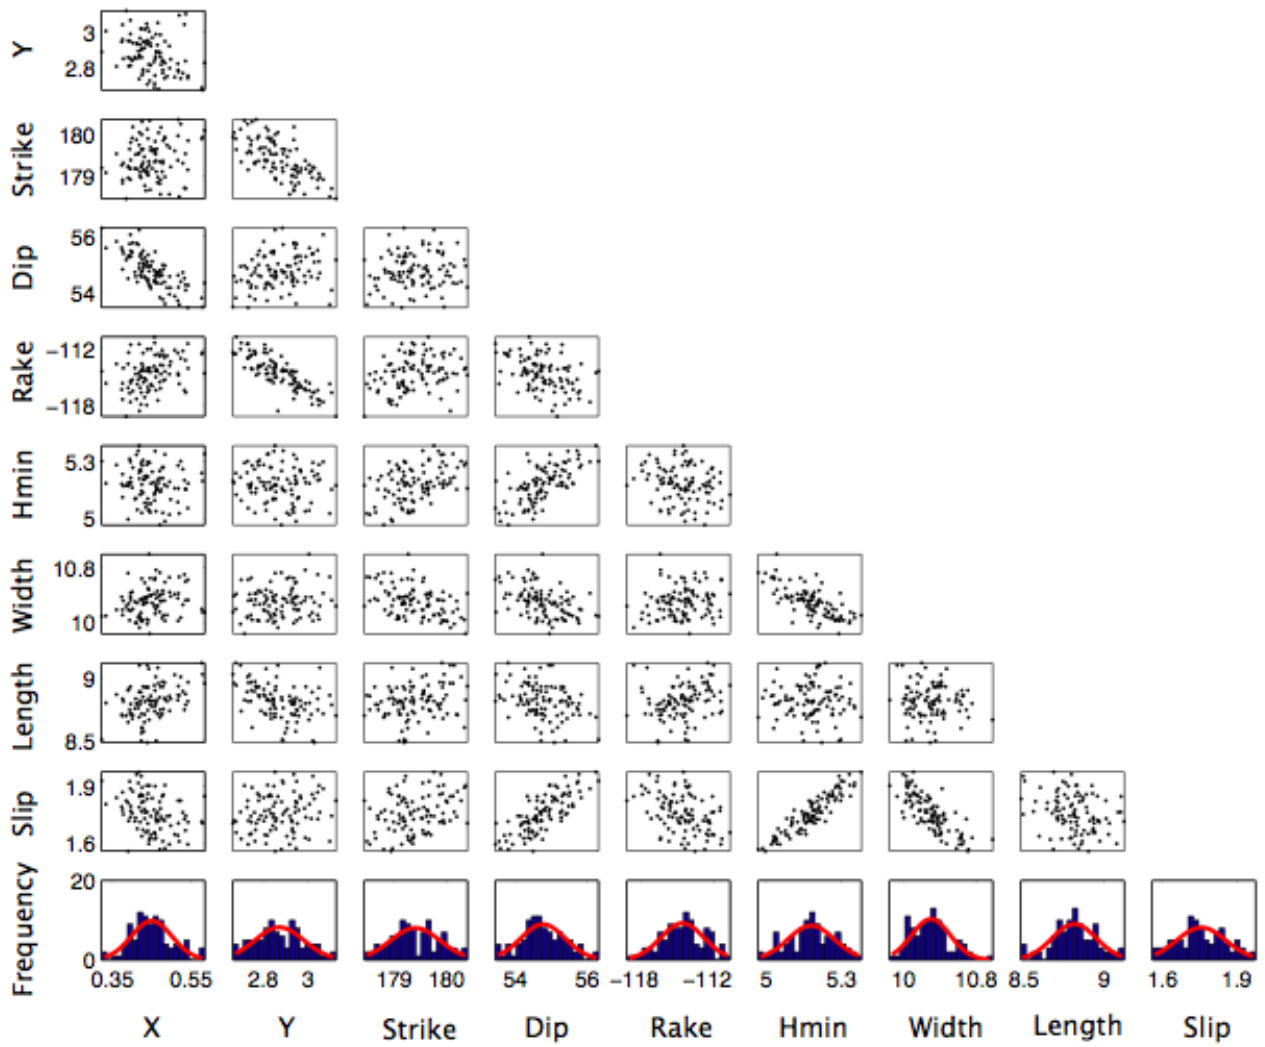 Y
3
2.8
Strike
180
179
Dip
56
54
Rake
−112
−118
Hmin
5.3
5
Width
10.8
10
Length
9
8.5
Slip
1.9
1.6
Frequency
20
0
0.35 0.55 2.8 3 179 180 54 56 −118 −112 5 5.3 10 10.8 8.5 9 1.6 1.9
X Y Strike Dip Rake Hmin Width Length Slip